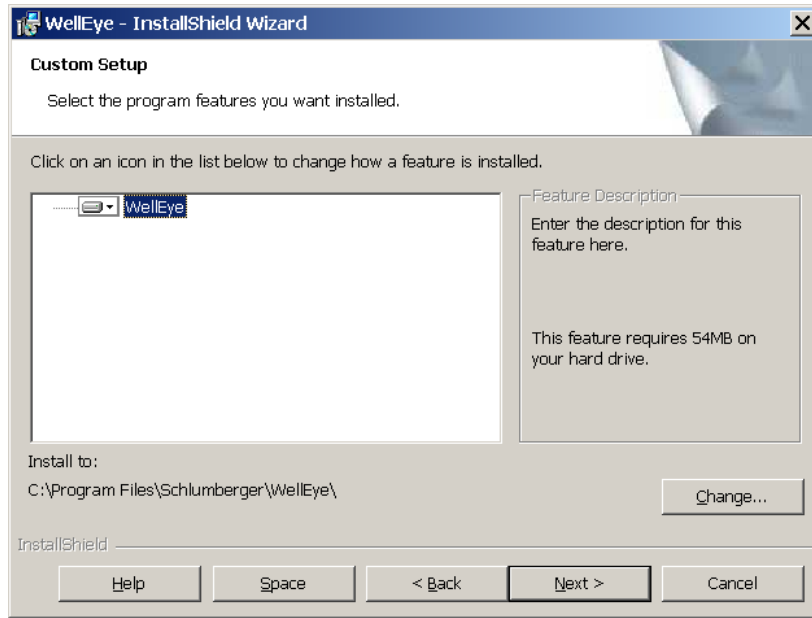 WellEye - InstallShield Wizard
Custom Setup
Select the program features you want installed.
Click on an icon in the list below to change how a feature is installed.
WellEye
Feature Description
Enter the description for this
feature here.
This feature requires 54MB on
your hard drive.
Install to:
C:\Program Files\Schlumberger\WellEye\
Change...
InstallShield
Help
Space
< Back
Next >
Cancel